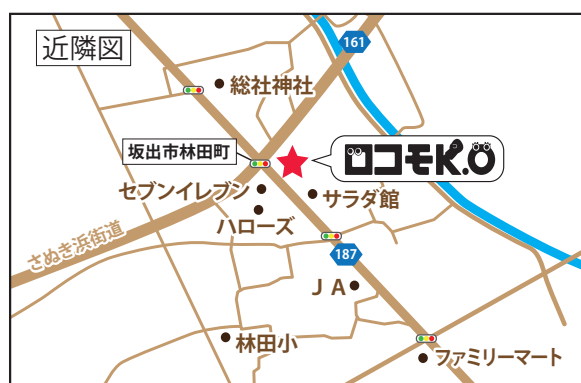 近隣図
161
総社神社
坂出市林田町
ロコモK.O
セブンイレブン
サラダ館
ハローズ
さぬき浜街道
187
JA
林田小
ファミリーマート